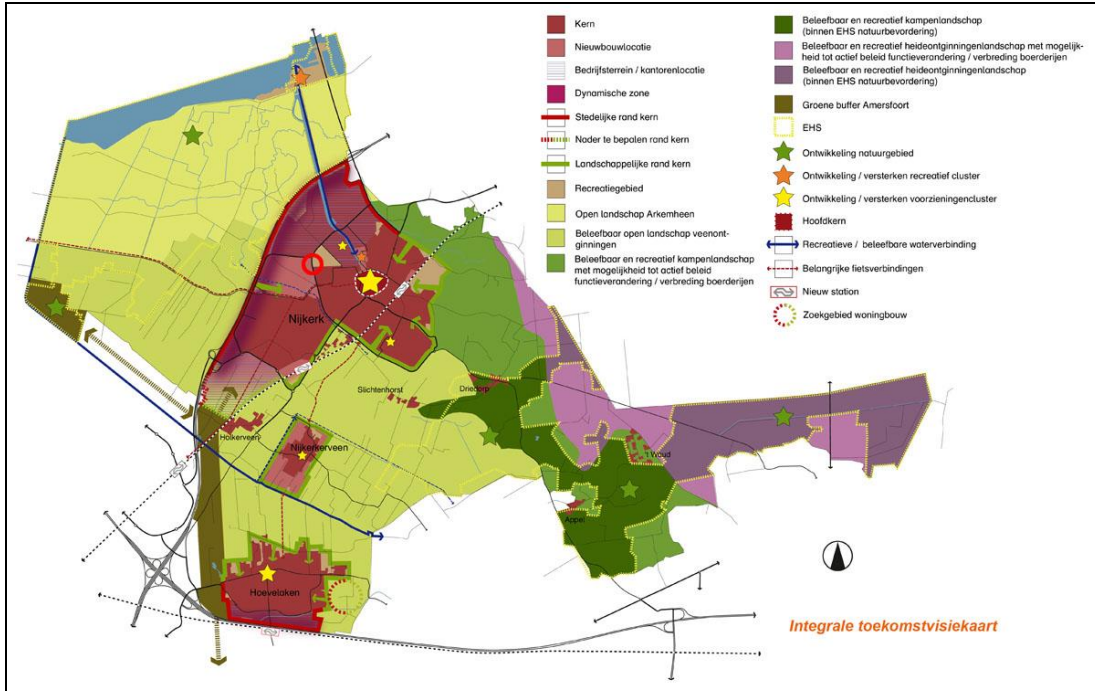 Kern
Nieuwbouwlocatie
Bedrijfsterrein / kantorenlocatie
Dynamische zone
Stedelijke rand kern
Nader te bepalen rand kern
Landschappelijke rand kern
Recreatiegebied
Open landschap Arkemheen
Beleefbaar open landschap veenont-
ginningen
Beleefbaar en recreatief kampenlandschap
met mogelijkheid tot actief beleid
functieverandering / verbreding boerderijen
Beleefbaar en recreatief kampenlandschap
(binnen EHS natuurbevordering)
Beleefbaar en recreatief heideontginningenlandschap met mogelijk-
heid tot actief beleid functieverandering / verbreding boerderijen
Beleefbaar en recreatief heideontginningenlandschap
(binnen EHS natuurbevordering)
Groene buffer Amersfoort
EHS
Ontwikkeling natuurgebied
Ontwikkeling / versterken recreatief cluster
Ontwikkeling / versterken voorzieningencluster
Hoofdkern
Recreatieve / beleefbare waterverbinding
Belangrijke fietsverbindingen
Nieuw station
Zoekgebied woningbouw
Nijkerk
Slichtenhorst
Driedorp
Holkerveen
Nijkerkerveen
't Woud
Appel
Hoevelaken
Integrale toekomstvisiekaart